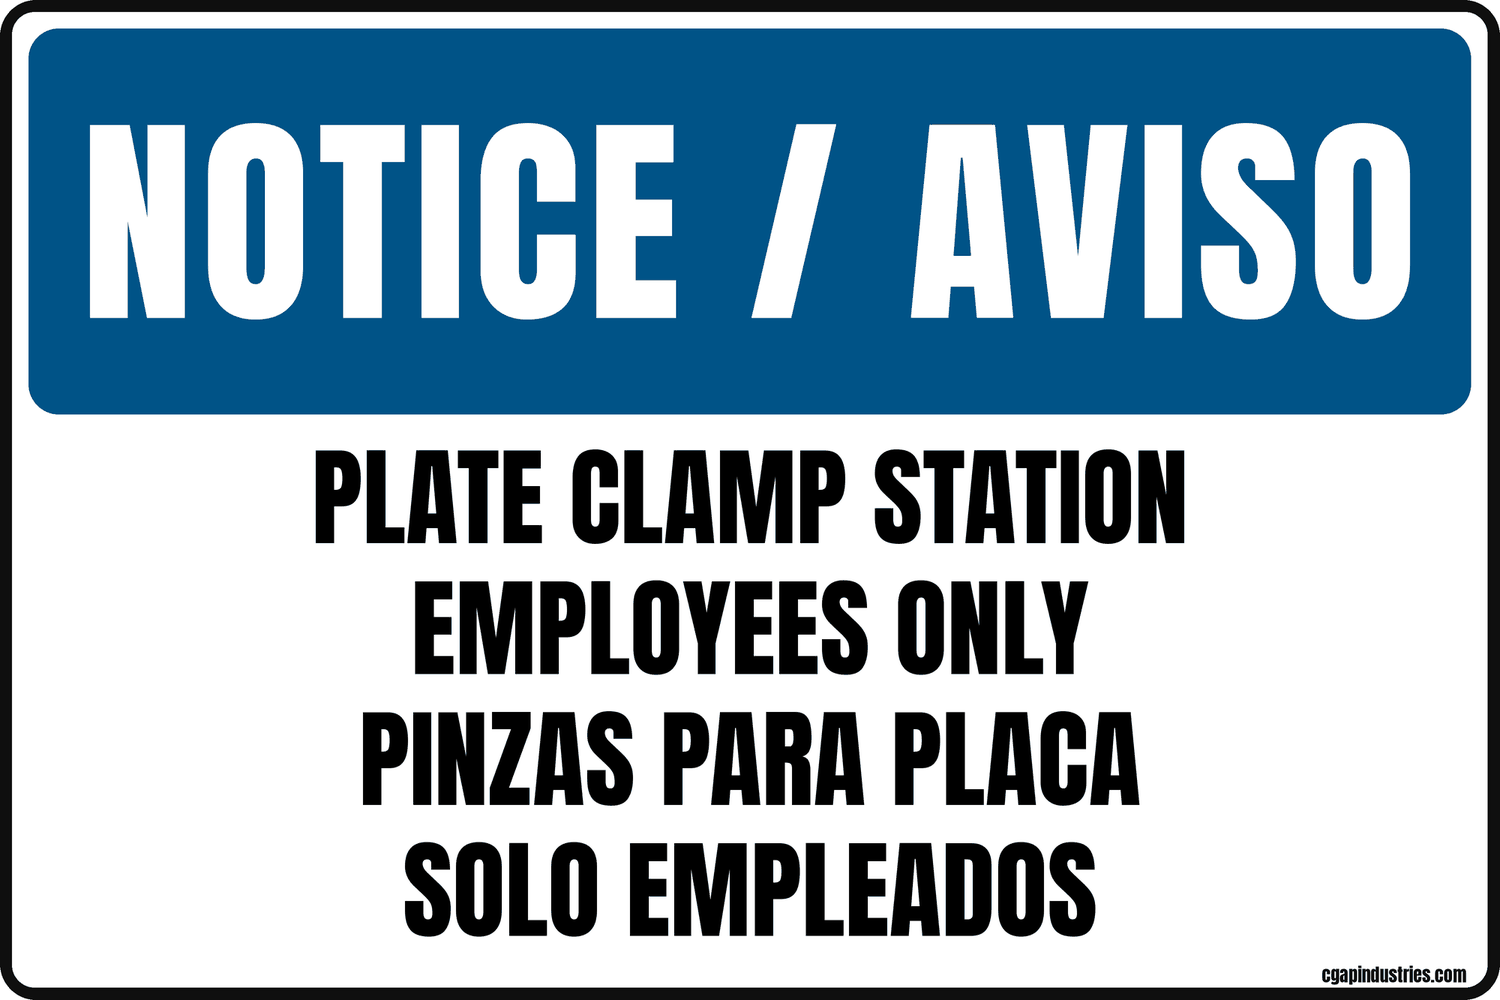 NOTICE / AVISO
PLATE CLAMP STATION
EMPLOYEES ONLY
PINZAS PARA PLACA
SOLO EMPLEADOS
cgapindustries.com